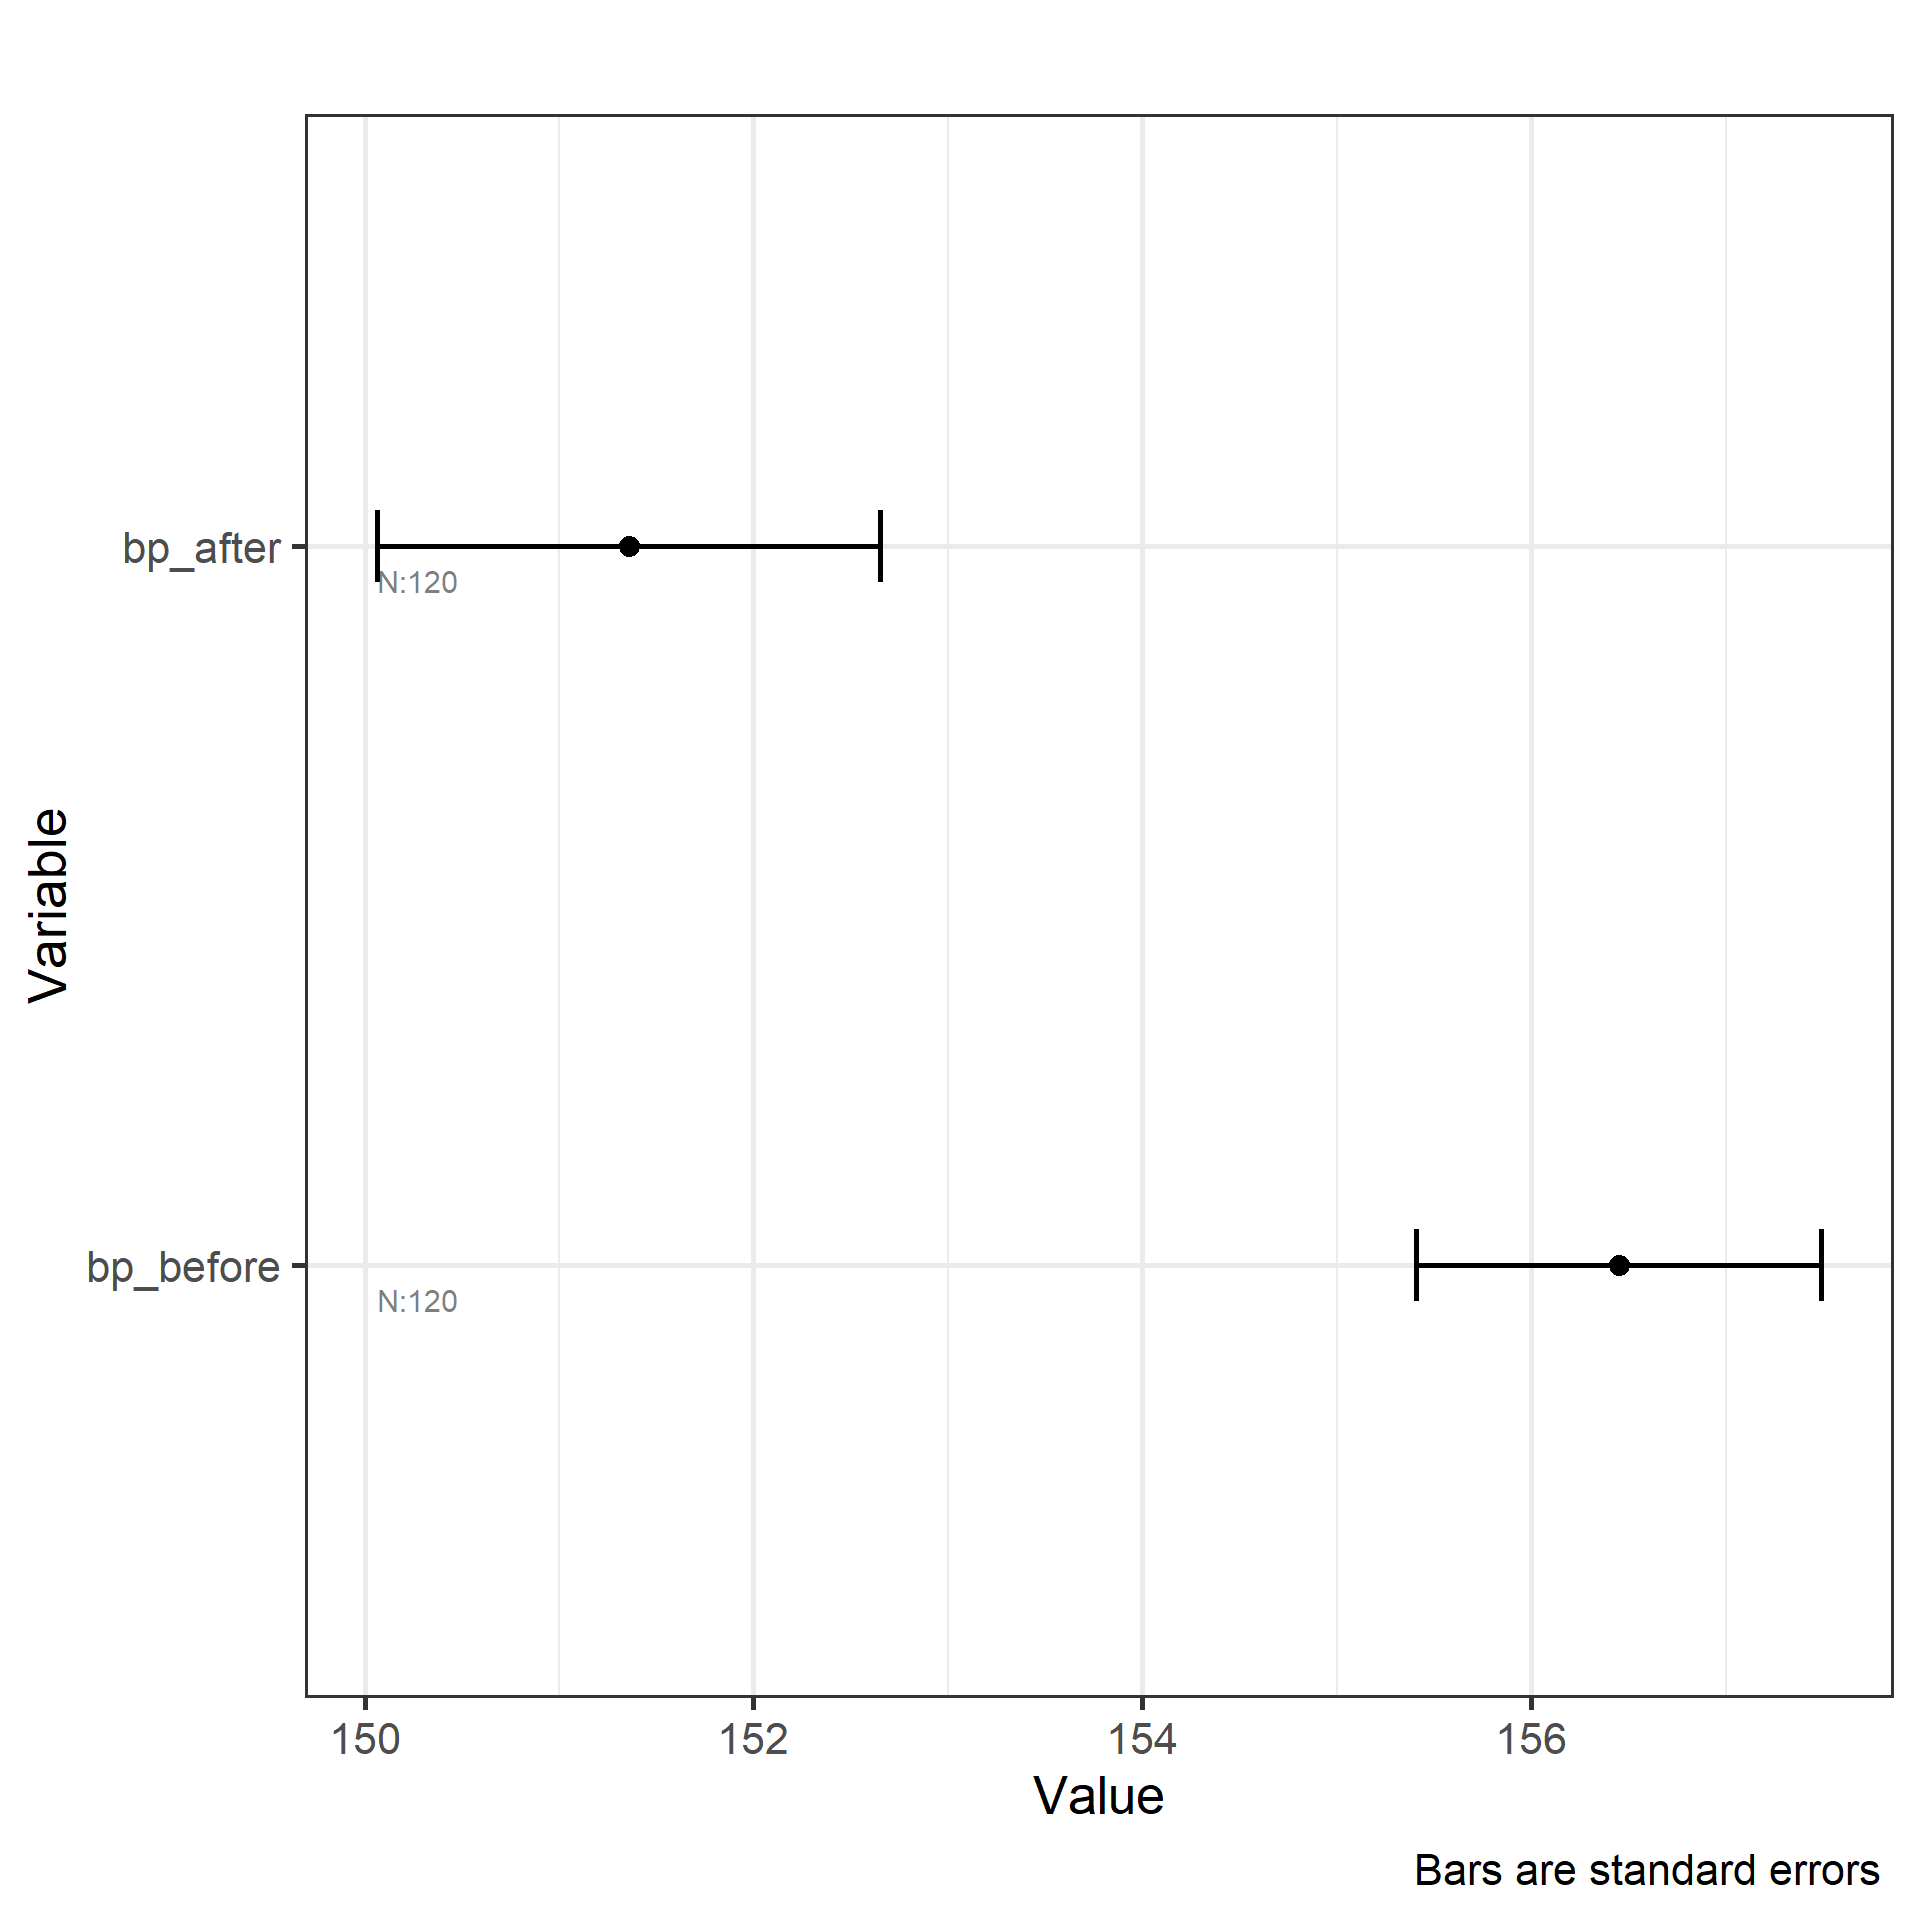 Variable
bp_after
N:120
bp_before
N:120
150 152 154 156
Value
Bars are standard errors